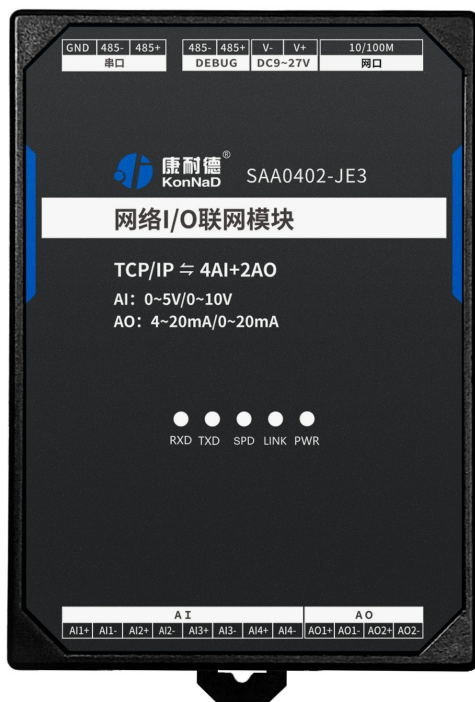 GND 485- 485+ 485- 485+ V- V+ 10/100M
串口 DEBUG DC9~27V 网口
康耐德®
KonNaD SAA0402-JE3
网络I/O联网模块
TCP/IP ⇋ 4AI+2AO
AI：0~5V/0~10V
AO：4~20mA/0~20mA
RXD TXD SPD LINK PWR
AI AO
AI1+ AI1- AI2+ AI2- AI3+ AI3- AI4+ AI4- AO1+ AO1- AO2+ AO2-